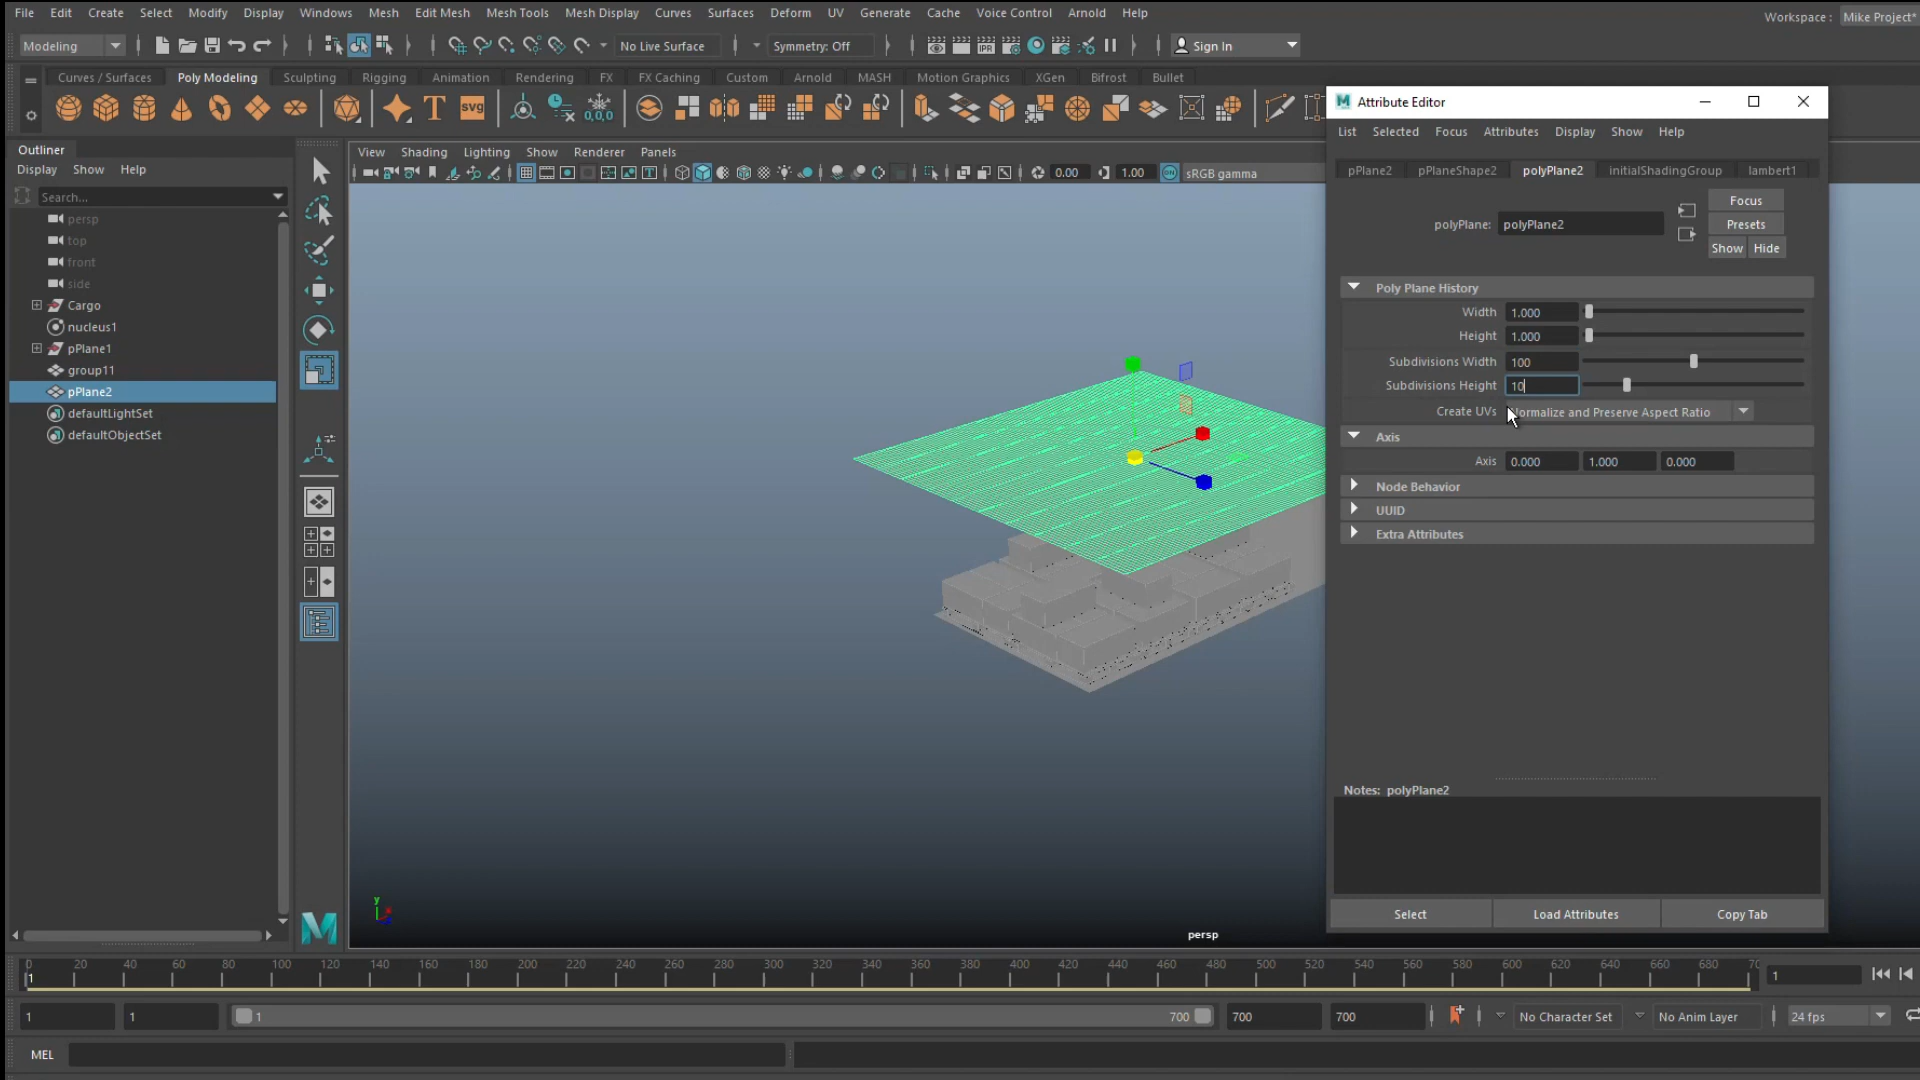 File Edit Create Select Modify Display Windows Mesh Edit Mesh Mesh Tools Mesh Display Curves Surfaces Deform UV Generate Cache Voice Control Arnold Help
Workspace : Mike Project*
Modeling No Live Surface Symmetry: Off IPR Sign In
Curves / Surfaces Poly Modeling Sculpting Rigging Animation Rendering FX FX Caching Custom Arnold MASH Motion Graphics XGen Bifrost Bullet
T SVG 0,0,0
Outliner
Display Show Help
Search...
persp
top
front
side
Cargo
nucleus1
pPlane1
group11
pPlane2
defaultLightSet
defaultObjectSet
View Shading Lighting Show Renderer Panels
0.00 1.00 ON sRGB gamma
y
persp
Attribute Editor
List Selected Focus Attributes Display Show Help
pPlane2 pPlaneShape2 polyPlane2 initialShadingGroup lambert1
polyPlane: polyPlane2
Focus
Presets
Show Hide
Poly Plane History
Width 1.000
Height 1.000
Subdivisions Width 100
Subdivisions Height 10
Create UVs Normalize and Preserve Aspect Ratio
Axis
Axis 0.000 1.000 0.000
Node Behavior
UUID
Extra Attributes
Notes: polyPlane2
Select Load Attributes Copy Tab
0 20 40 60 80 100 120 140 160 180 200 220 240 260 280 300 320 340 360 380 400 420 440 460 480 500 520 540 560 580 600 620 640 660 680 70
1 1
1 1 1 700 700 700 No Character Set No Anim Layer 24 fps
MEL